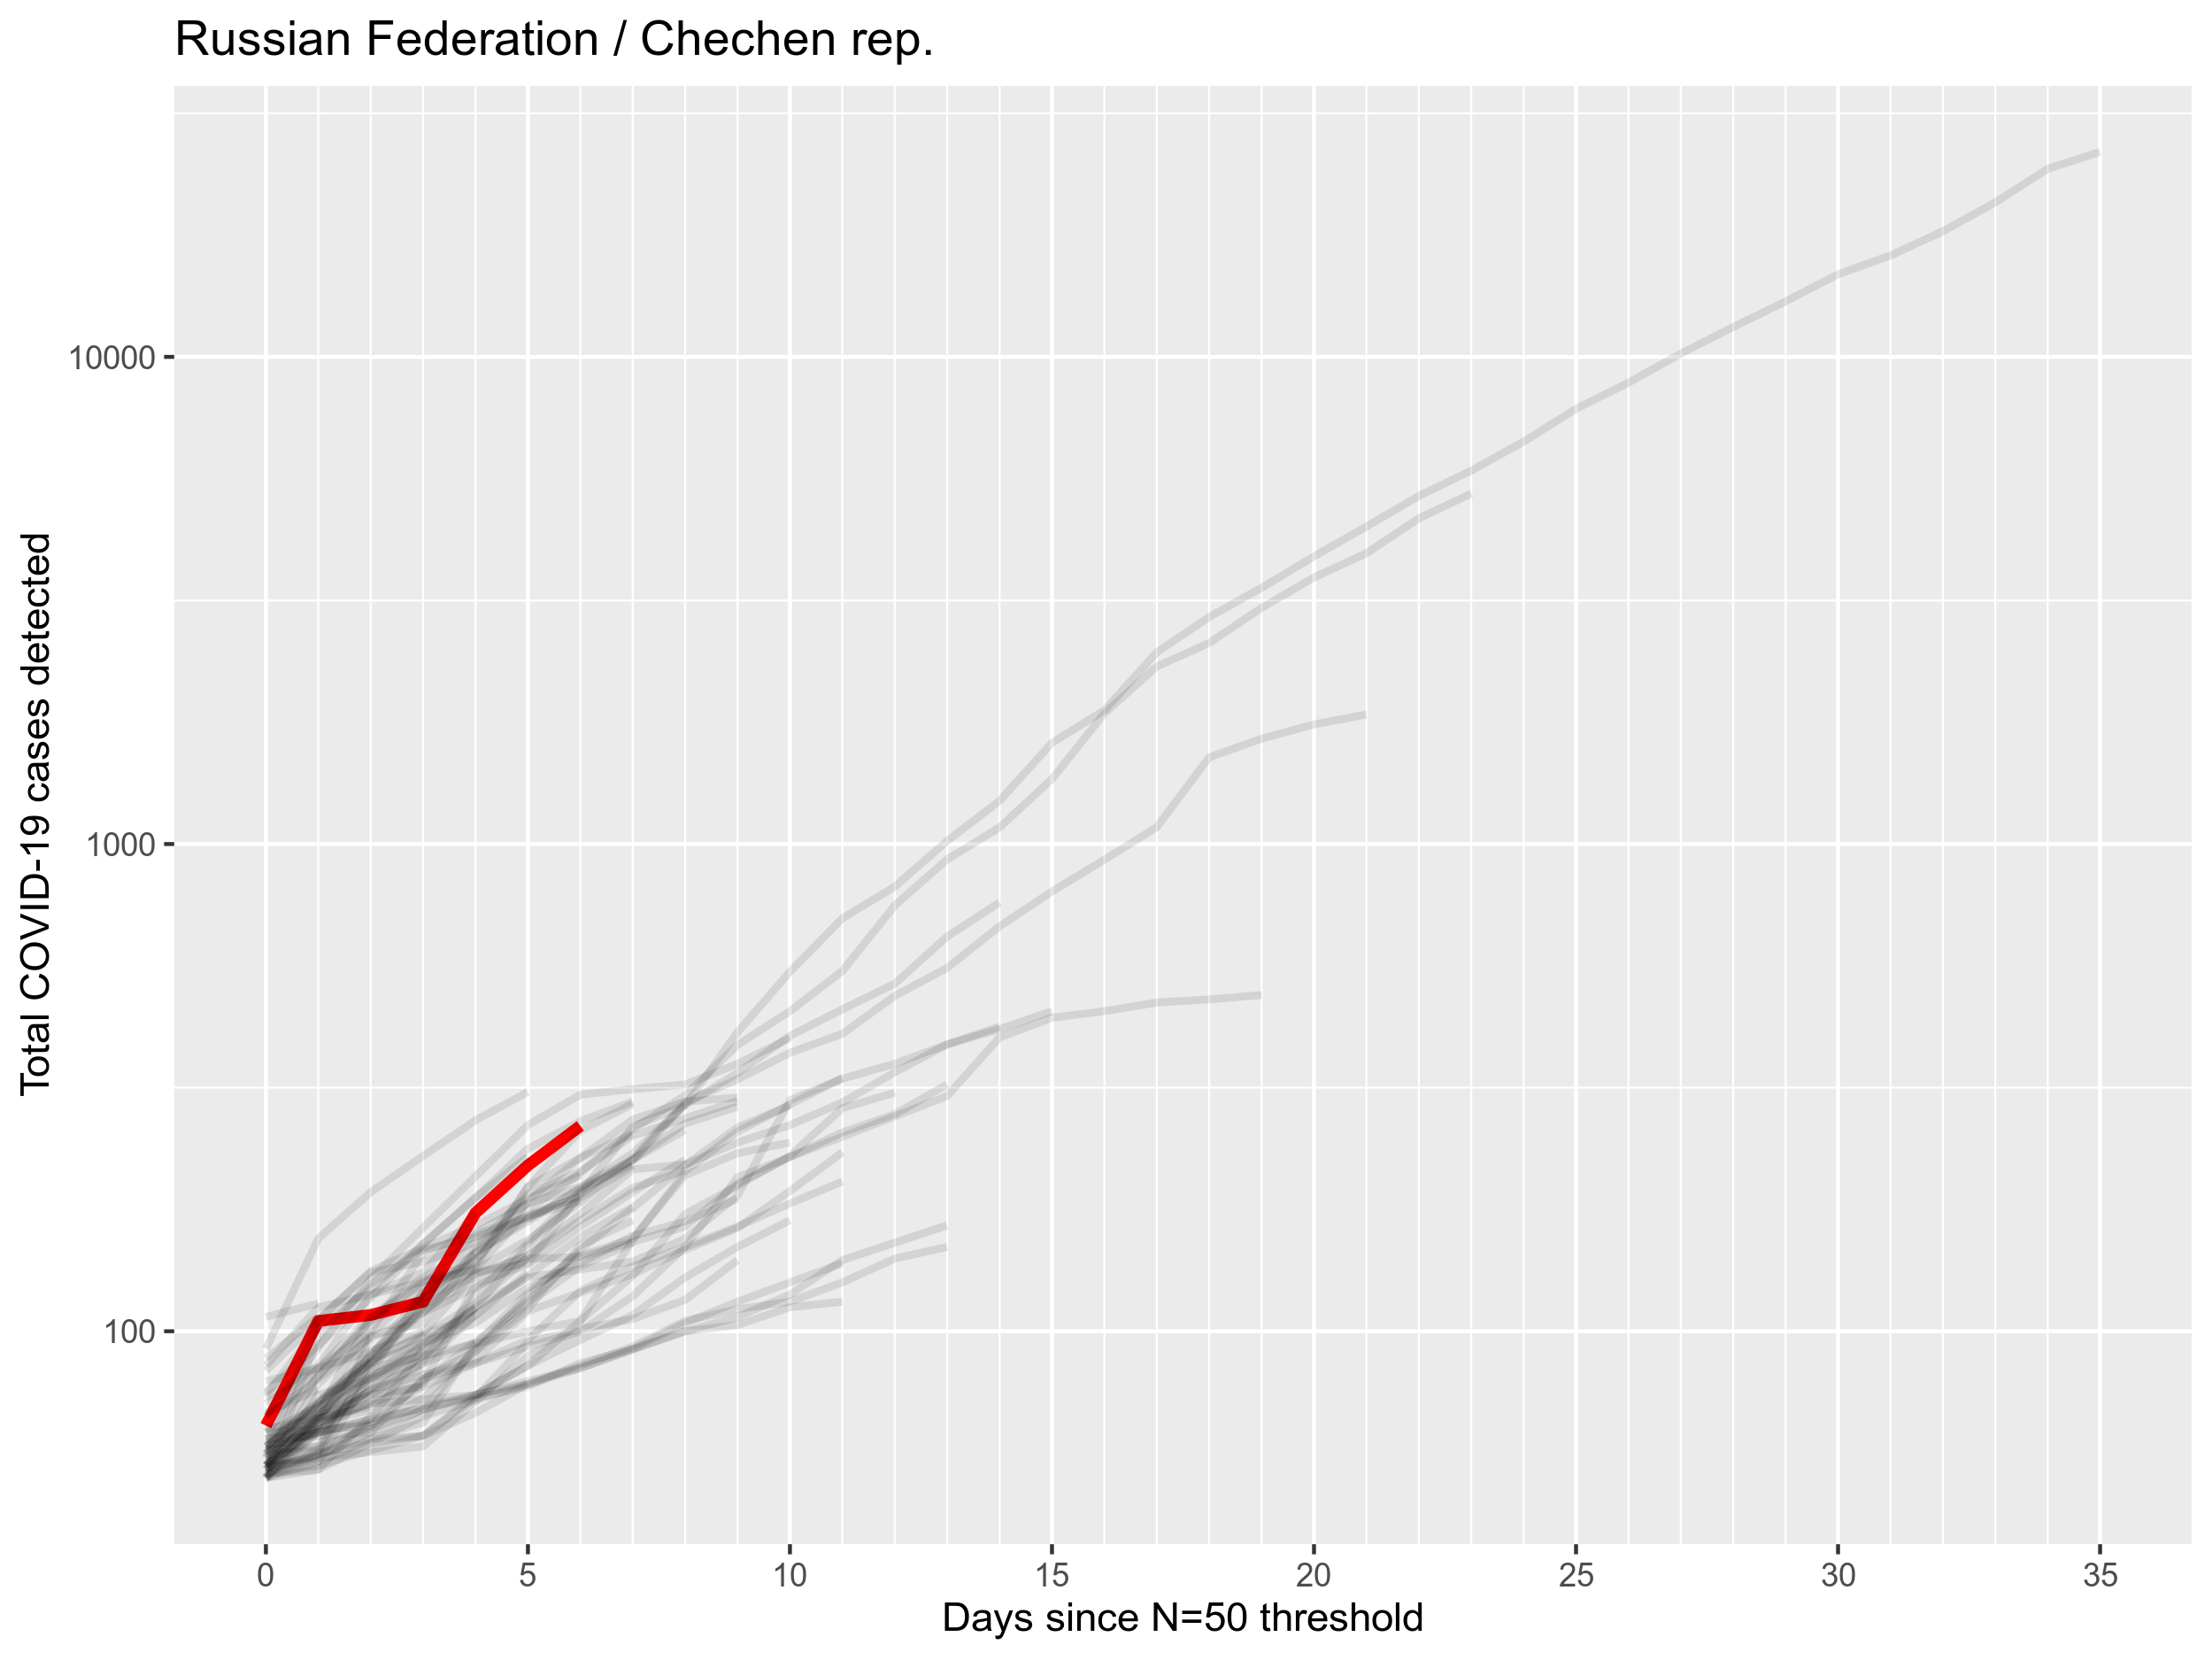 Russian Federation / Chechen rep.
Total COVID-19 cases detected
10000
1000
100
0 5 10 15 20 25 30 35
Days since N=50 threshold